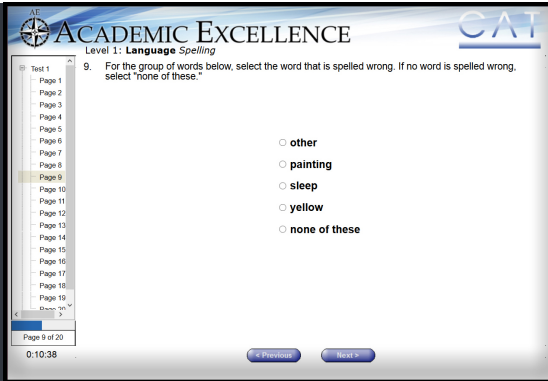 AE
ACADEMIC EXCELLENCE
CAT
Level 1: Language Spelling
Test 1
Page 1
Page 2
Page 3
Page 4
Page 5
Page 6
Page 7
Page 8
Page 9
Page 10
Page 11
Page 12
Page 13
Page 14
Page 15
Page 16
Page 17
Page 18
Page 19
Page 20
Page 9 of 20
0:10:38
9. For the group of words below, select the word that is spelled wrong. If no word is spelled wrong,
select "none of these."
other
painting
sleep
yellow
none of these
< Previous
Next >